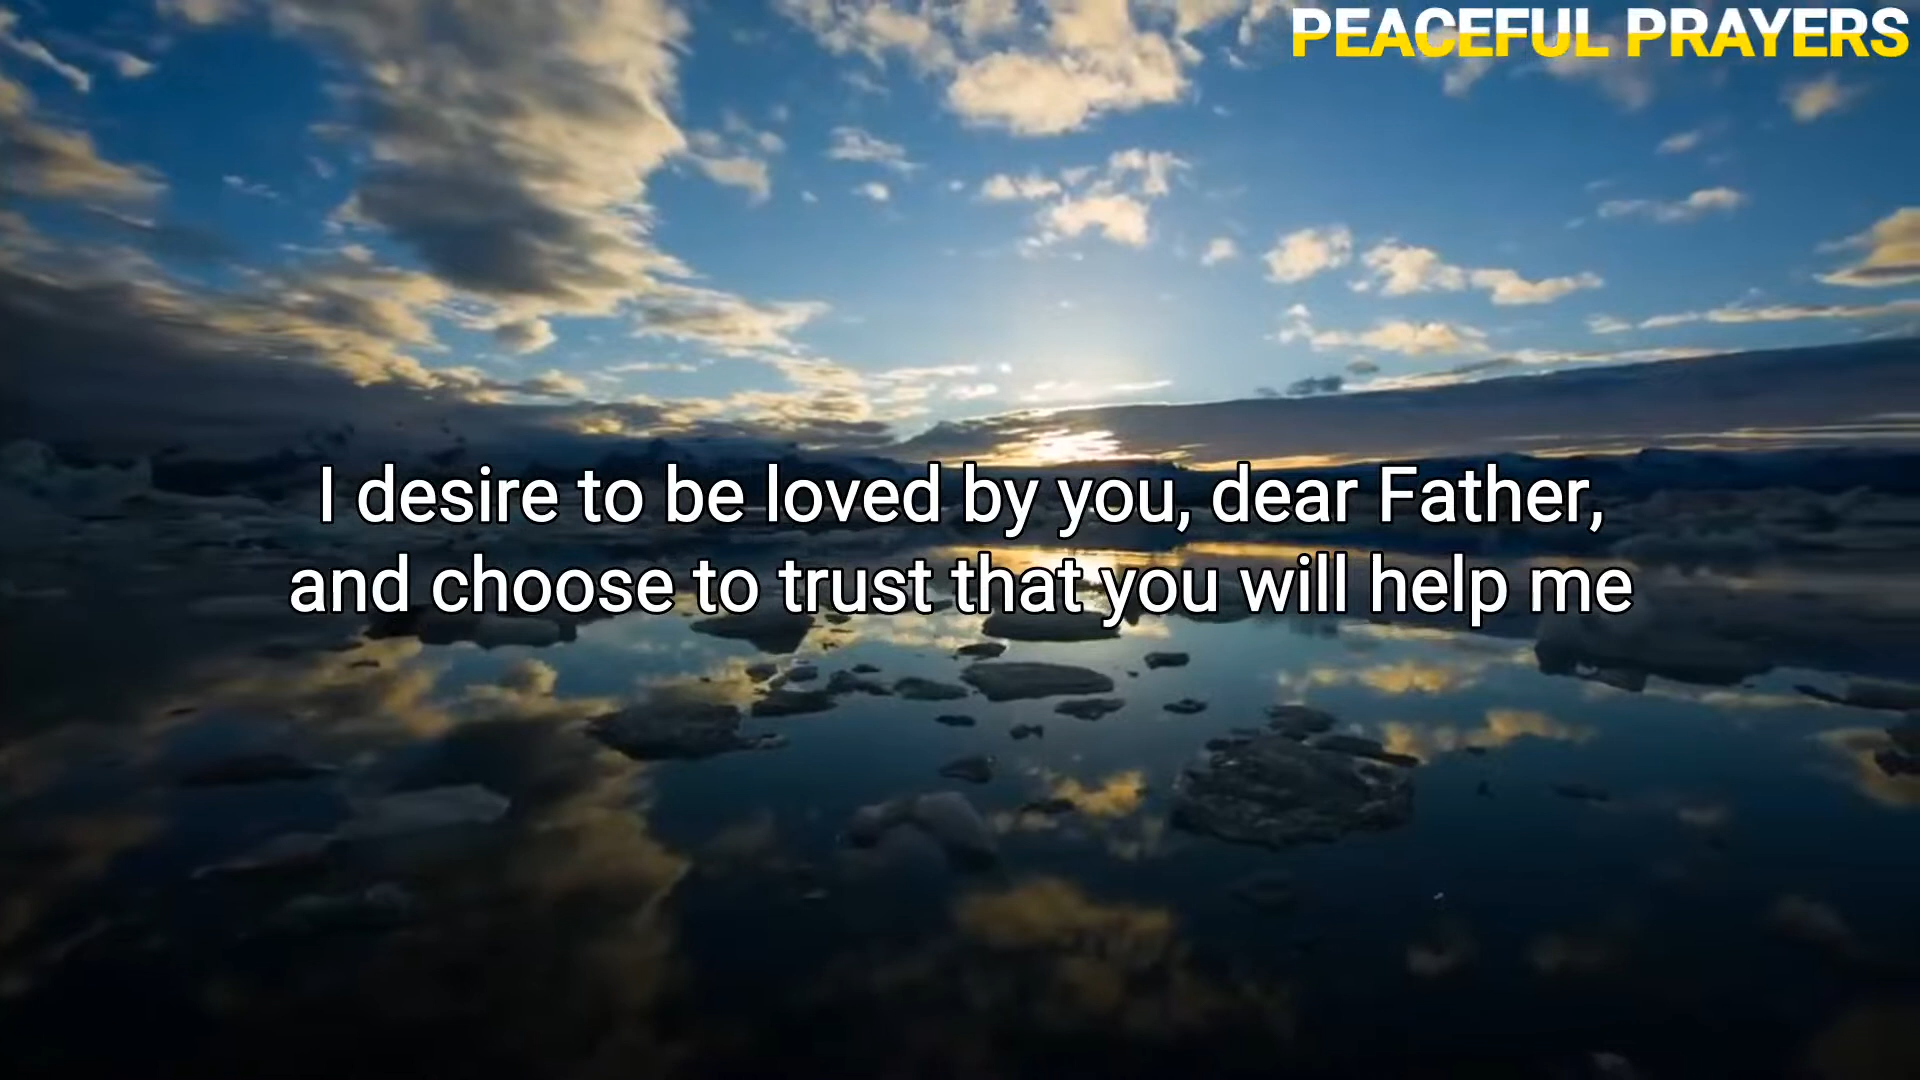 PEACEFUL PRAYERS
I desire to be loved by you, dear Father,
and choose to trust that you will help me